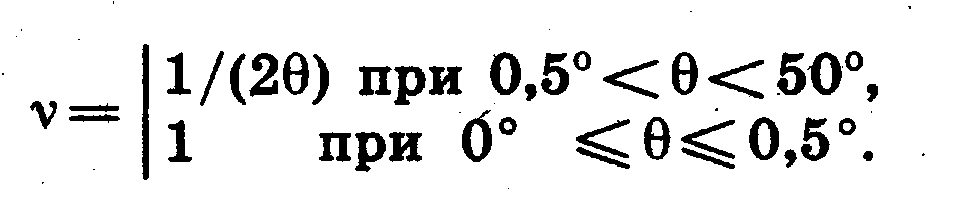 ν = | 1/(2θ) при 0,5° < θ < 50°,
1 при 0° ⩽ θ ⩽ 0,5°.